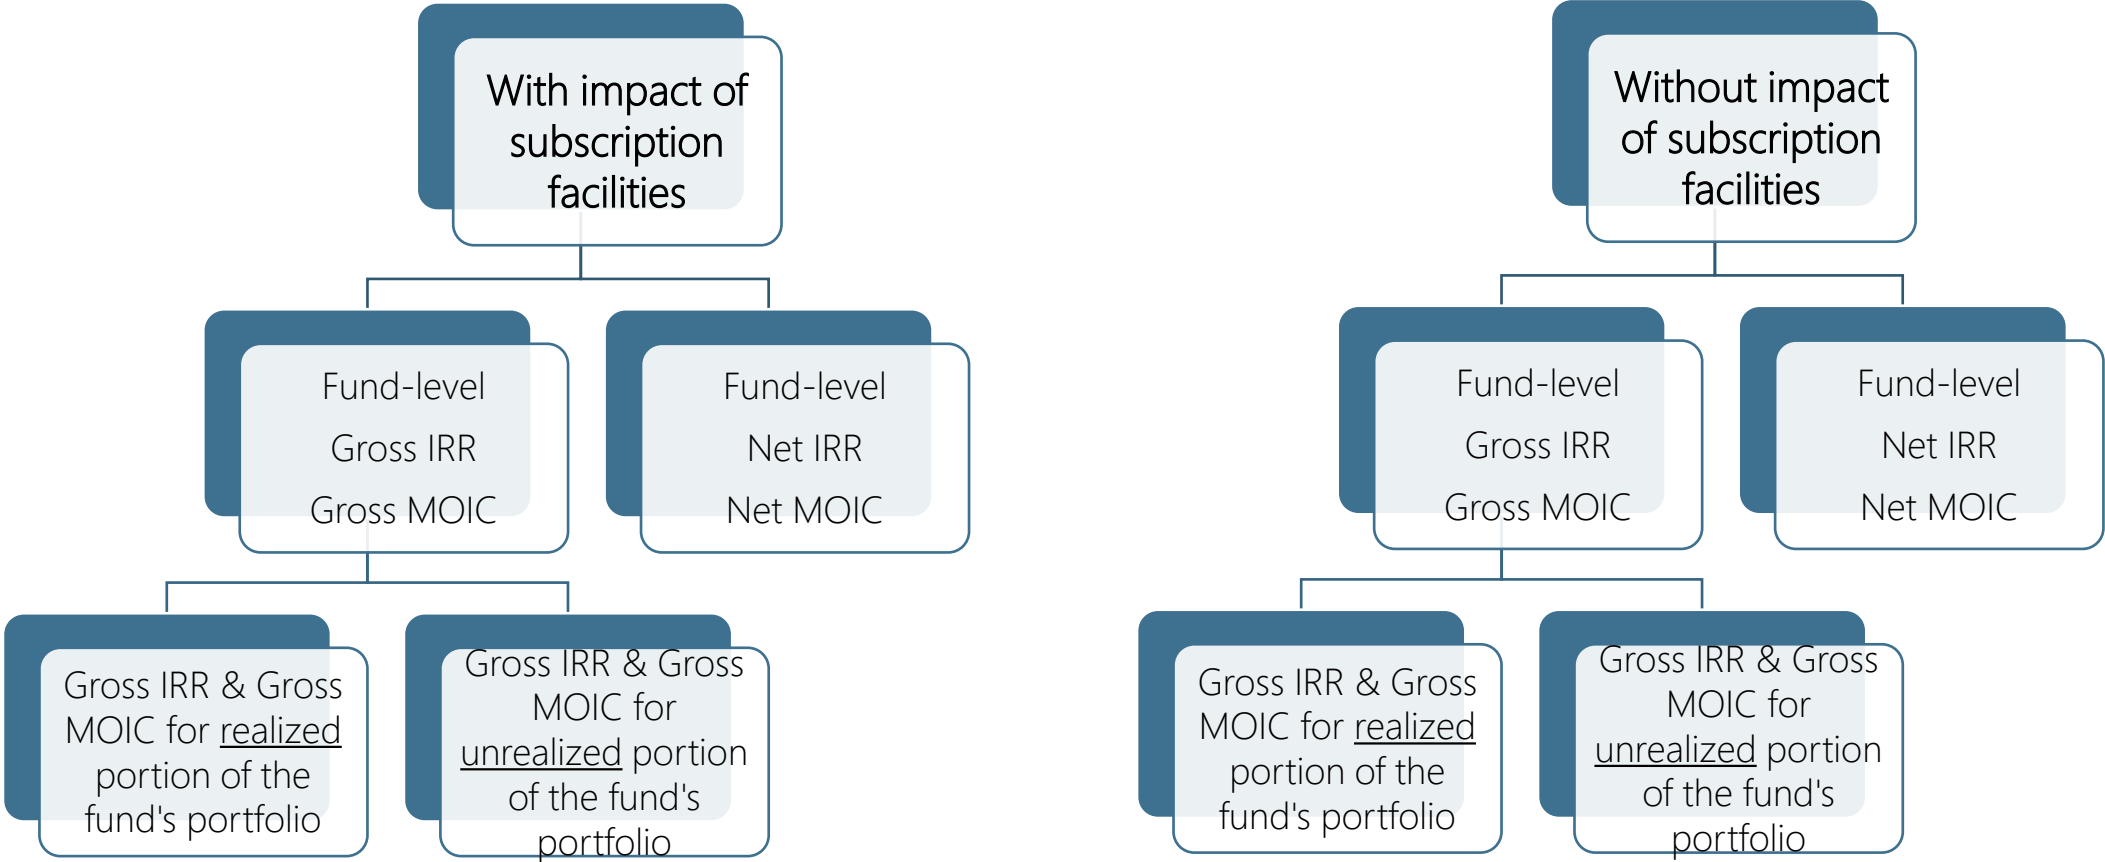 With impact of
subscription
facilities
Fund-level
Gross IRR
Gross MOIC
Fund-level
Net IRR
Net MOIC
Gross IRR & Gross
MOIC for realized
portion of the
fund's portfolio
Gross IRR & Gross
MOIC for
unrealized portion
of the fund's
portfolio
Without impact
of subscription
facilities
Fund-level
Gross IRR
Gross MOIC
Fund-level
Net IRR
Net MOIC
Gross IRR & Gross
MOIC for realized
portion of the
fund's portfolio
Gross IRR & Gross
MOIC for
unrealized portion
of the fund's
portfolio